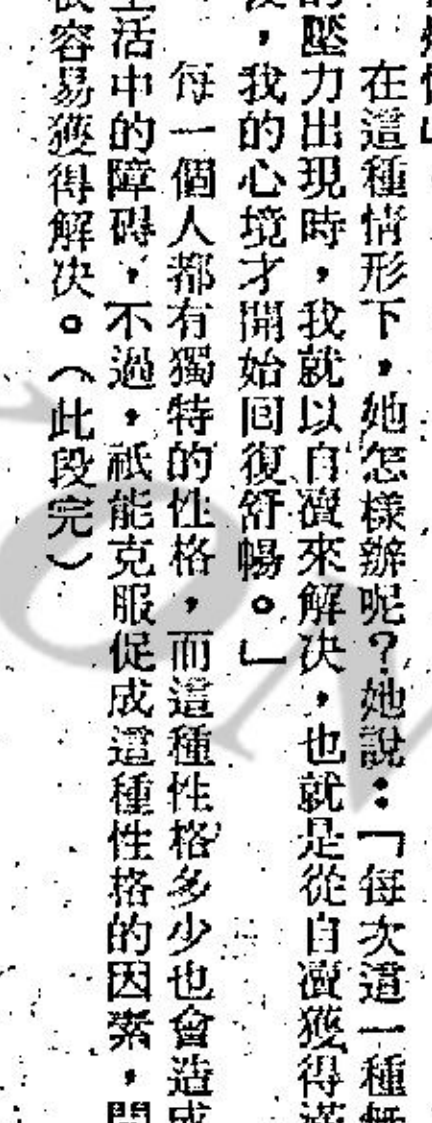 在這種情形下，她怎樣辦呢？她說：「每次這一種
的壓力出現時，我就以自瀆來解决，也就是從自瀆獲得滿
，我的心境才開始回復舒暢。」
每一個人都有獨特的性格，而這種性格多少也會造成
生活中的障碍，不過，祇能克服促成這種性格的因素，問
很容易獲得解决。（此段完）